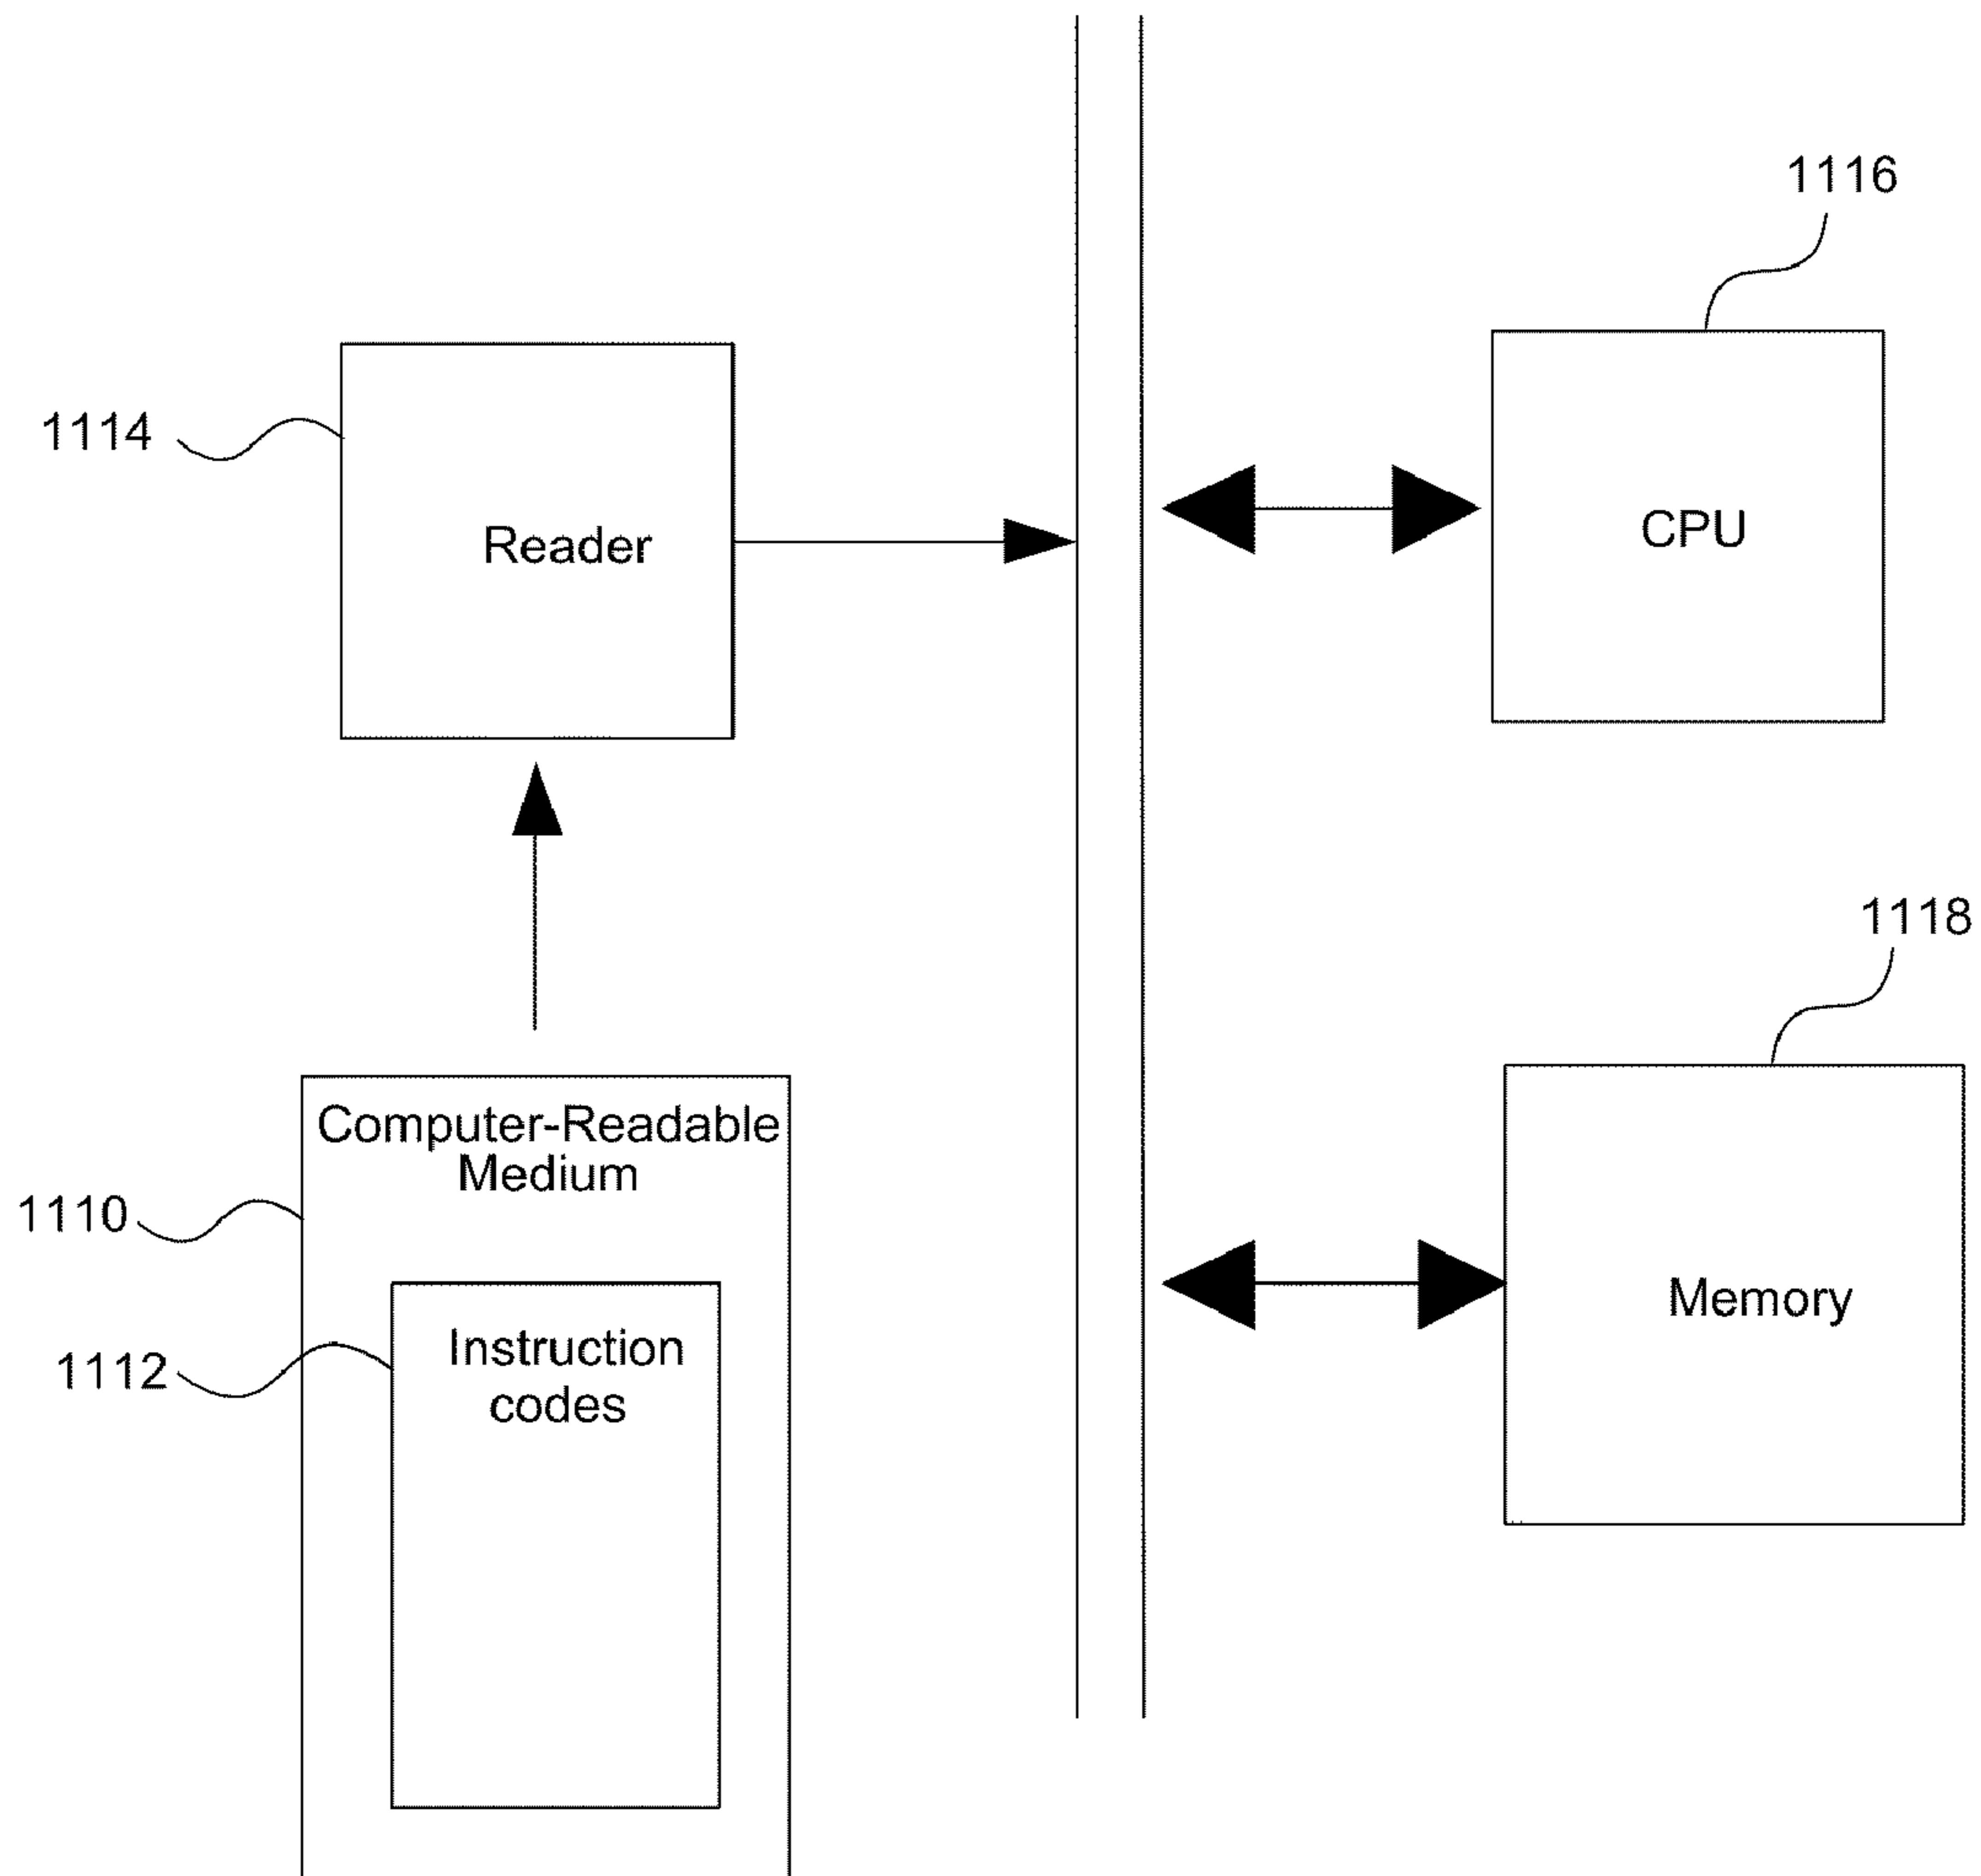 1116
1114
Reader
CPU
1118
Computer-Readable
Medium
1110
Memory
Instruction
codes
1112